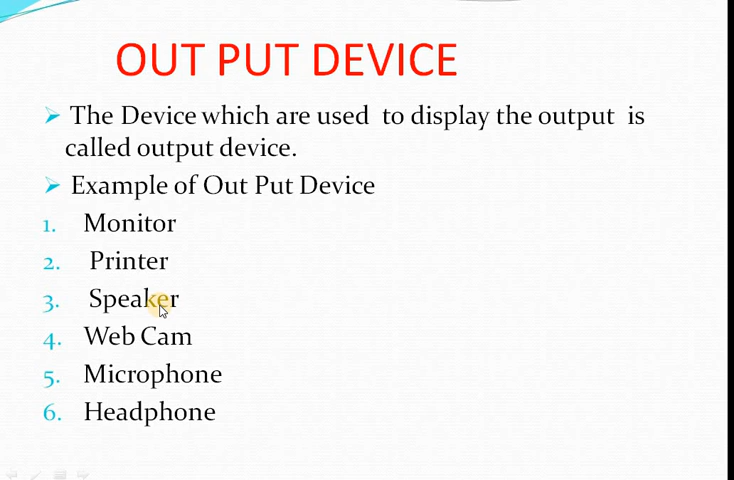 OUT PUT DEVICE
➢ The Device which are used to display the output is
called output device.
➢ Example of Out Put Device
1. Monitor
2. Printer
3. Speaker
4. Web Cam
5. Microphone
6. Headphone